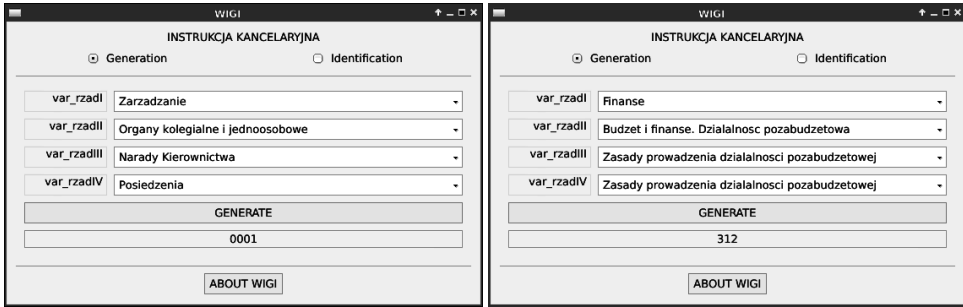 WIGI
INSTRUKCJA KANCELARYJNA
Generation Identification
var_rzadI Zarzadzanie
var_rzadII Organy kolegialne i jednoosobowe
var_rzadIII Narady Kierownictwa
var_rzadIV Posiedzenia
GENERATE
0001
ABOUT WIGI
WIGI
INSTRUKCJA KANCELARYJNA
Generation Identification
var_rzadI Finanse
var_rzadII Budzet i finanse. Dzialalnosc pozabudzetowa
var_rzadIII Zasady prowadzenia dzialalnosci pozabudzetowej
var_rzadIV Zasady prowadzenia dzialalnosci pozabudzetowej
GENERATE
312
ABOUT WIGI